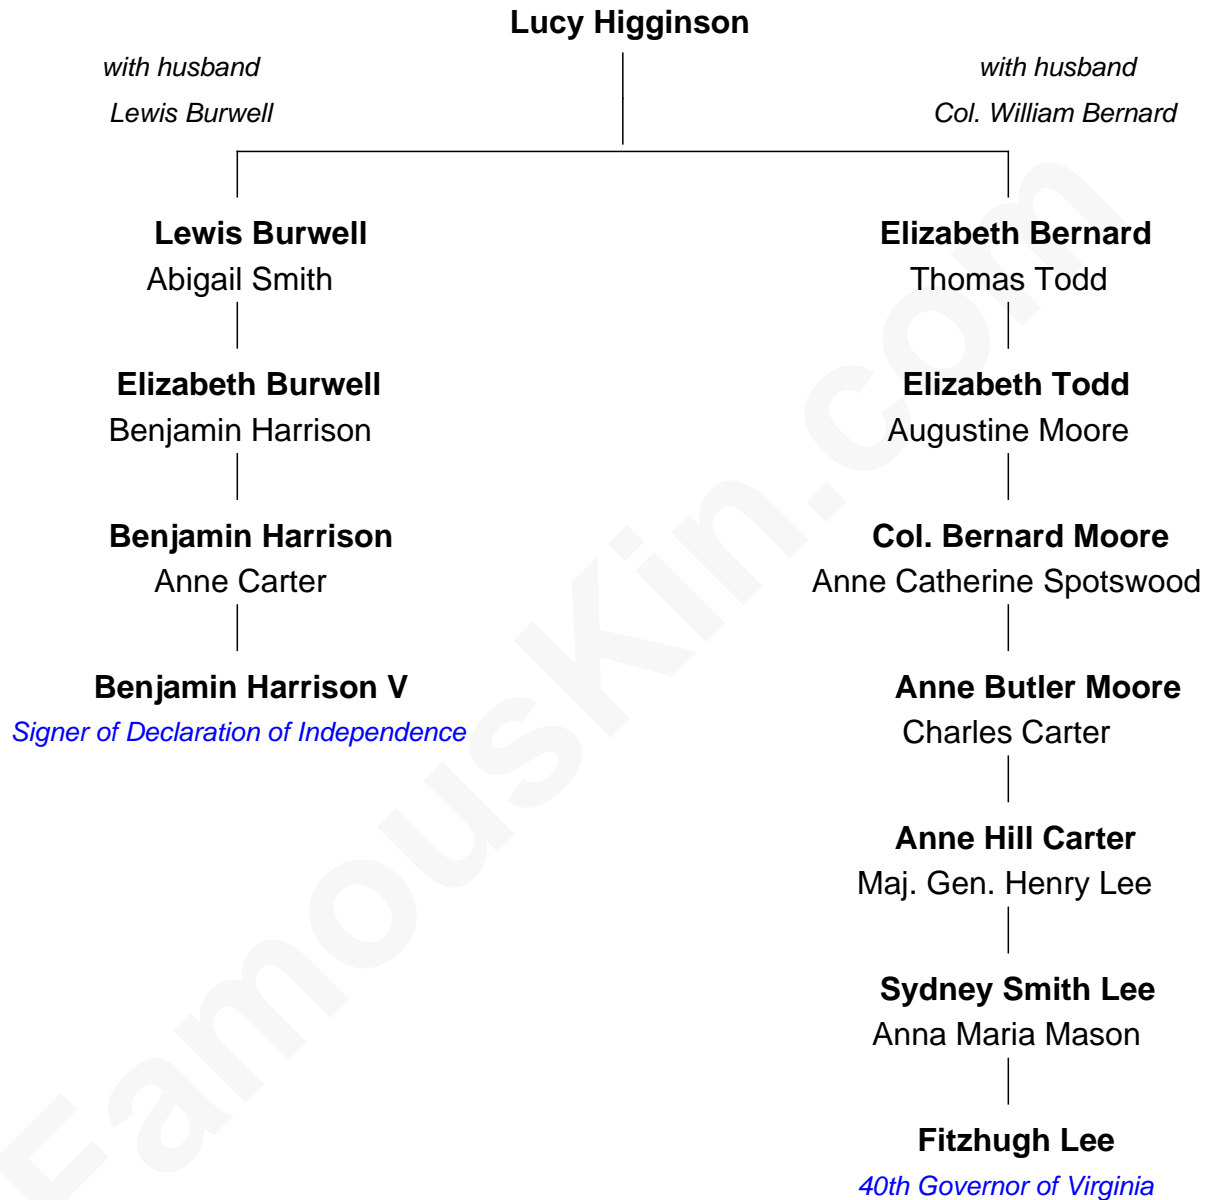 Lucy Higginson
with husband
Lewis Burwell
with husband
Col. William Bernard
Lewis Burwell
Abigail Smith
Elizabeth Burwell
Benjamin Harrison
Benjamin Harrison
Anne Carter
Benjamin Harrison V
Signer of Declaration of Independence
Elizabeth Bernard
Thomas Todd
Elizabeth Todd
Augustine Moore
Col. Bernard Moore
Anne Catherine Spotswood
Anne Butler Moore
Charles Carter
Anne Hill Carter
Maj. Gen. Henry Lee
Sydney Smith Lee
Anna Maria Mason
Fitzhugh Lee
40th Governor of Virginia
FamousKin.com